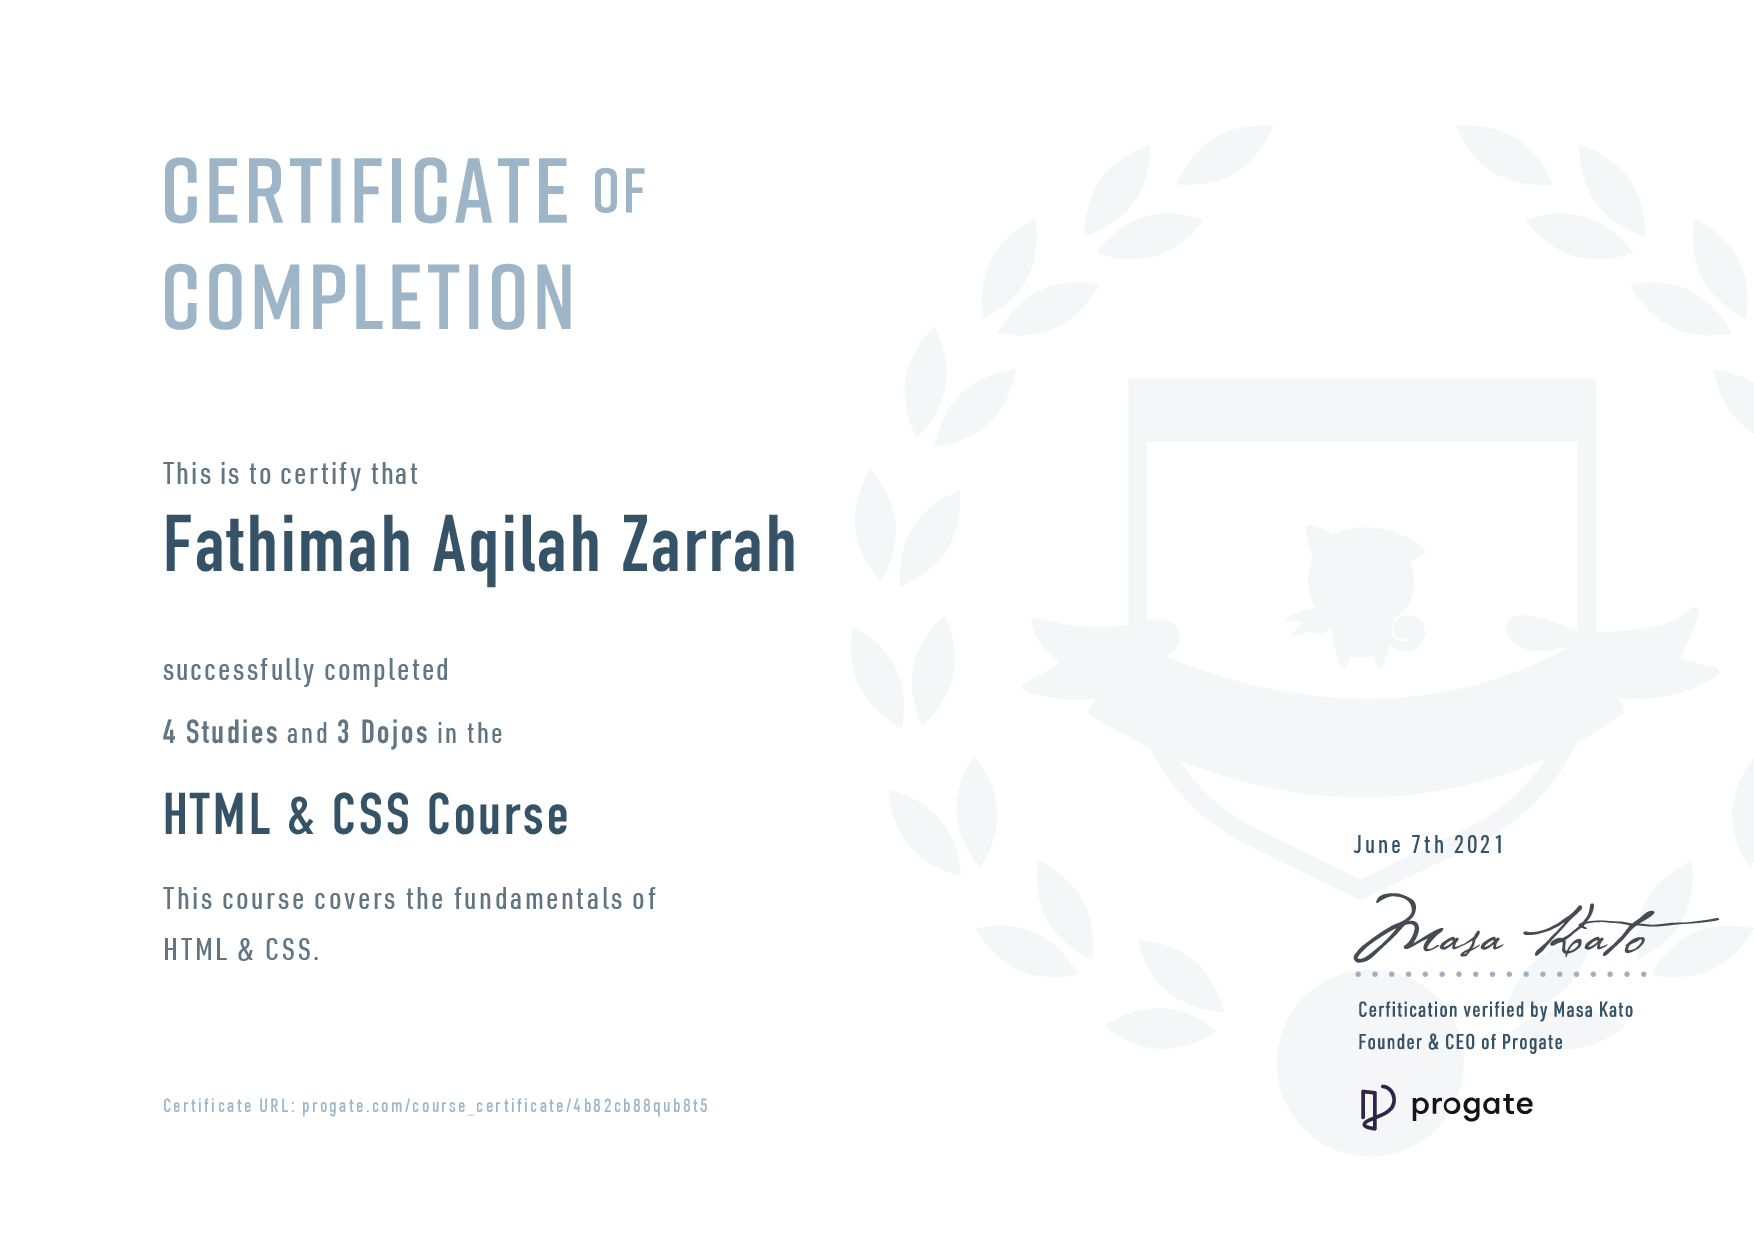 CERTIFICATE OF
COMPLETION
This is to certify that
Fathimah Aqilah Zarrah
successfully completed
4 Studies and 3 Dojos in the
HTML & CSS Course
This course covers the fundamentals of
HTML & CSS.
June 7th 2021
Masa Kato
Cerfitication verified by Masa Kato
Founder & CEO of Progate
progate
Certificate URL: progate.com/course_certificate/4b82cb88qub8t5